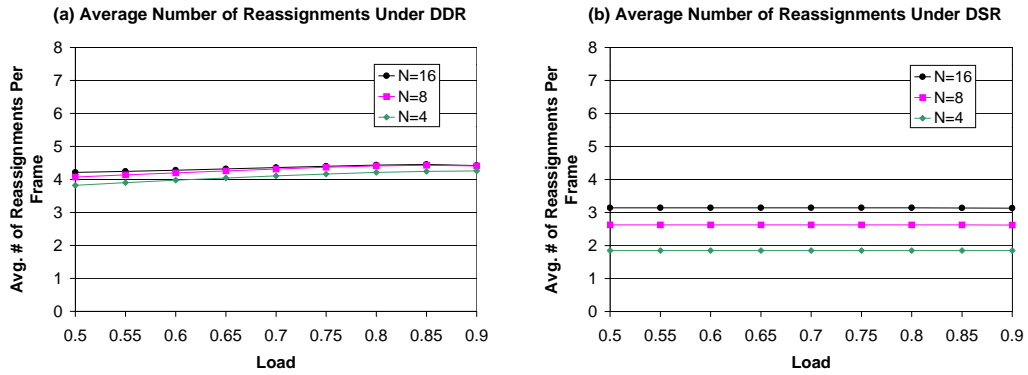 (a) Average Number of Reassignments Under DDR
Avg. # of Reassignments Per
Frame
8
7
6
5
4
3
2
1
0
N=16
N=8
N=4
0.5 0.55 0.6 0.65 0.7 0.75 0.8 0.85 0.9
Load
(b) Average Number of Reassignments Under DSR
Avg. # of Reassignments Per
Frame
8
7
6
5
4
3
2
1
0
N=16
N=8
N=4
0.5 0.55 0.6 0.65 0.7 0.75 0.8 0.85 0.9
Load